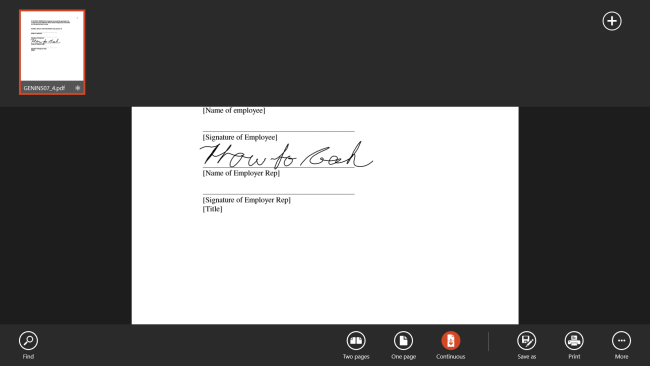 GENINS07_4.pdf
[Name of employee]
[Signature of Employee]
How to
[Name of Employer Rep]
[Signature of Employer Rep]
[Title]
Find
Two pages
One page
Continuous
Save as
Print
More